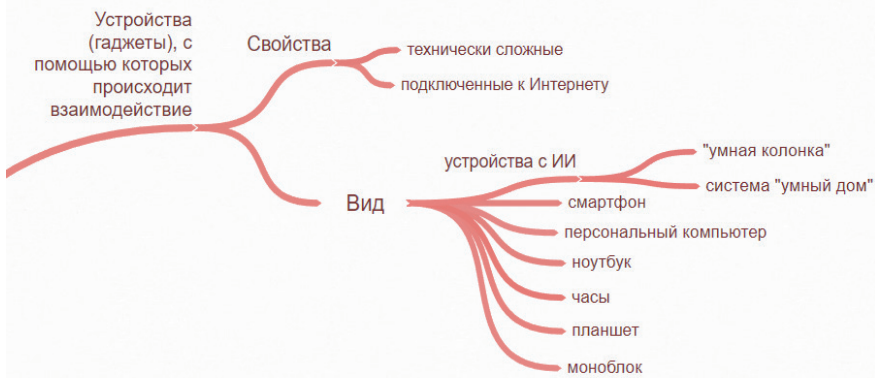 Устройства
(гаджеты), с
помощью которых
происходит
взаимодействие
Свойства
технически сложные
подключенные к Интернету
Вид
устройства с ИИ
"умная колонка"
система "умный дом"
смартфон
персональный компьютер
ноутбук
часы
планшет
моноблок